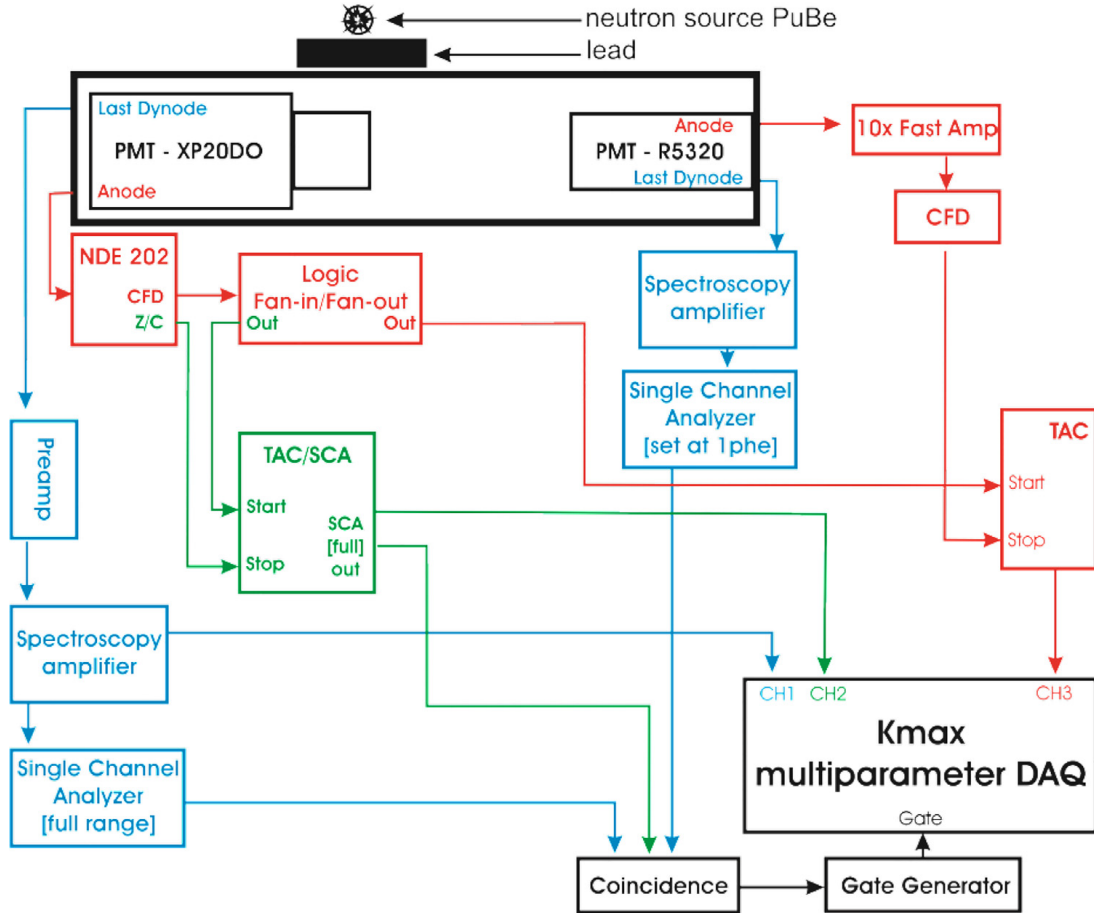 neutron source PuBe
lead
Last Dynode
PMT - XP20DO
Anode
Anode
PMT - R5320
Last Dynode
10x Fast Amp
CFD
NDE 202
CFD
Z/C
Logic
Fan-in/Fan-out
Out
Out
Spectroscopy
amplifier
Single Channel
Analyzer
[set at 1phe]
TAC
Start
Stop
Preamp
TAC/SCA
Start
SCA
[full]
out
Stop
Spectroscopy
amplifier
CH1
CH2
CH3
Kmax
multiparameter DAQ
Gate
Single Channel
Analyzer
[full range]
Coincidence
Gate Generator